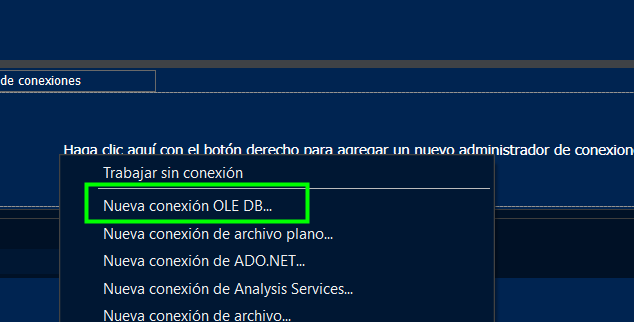 de conexiones
Haga clic aquí con el botón derecho para agregar un nuevo administrador de conexione
Trabajar sin conexión
Nueva conexión OLE DB...
Nueva conexión de archivo plano...
Nueva conexión de ADO.NET...
Nueva conexión de Analysis Services...
Nueva conexión de archivo...